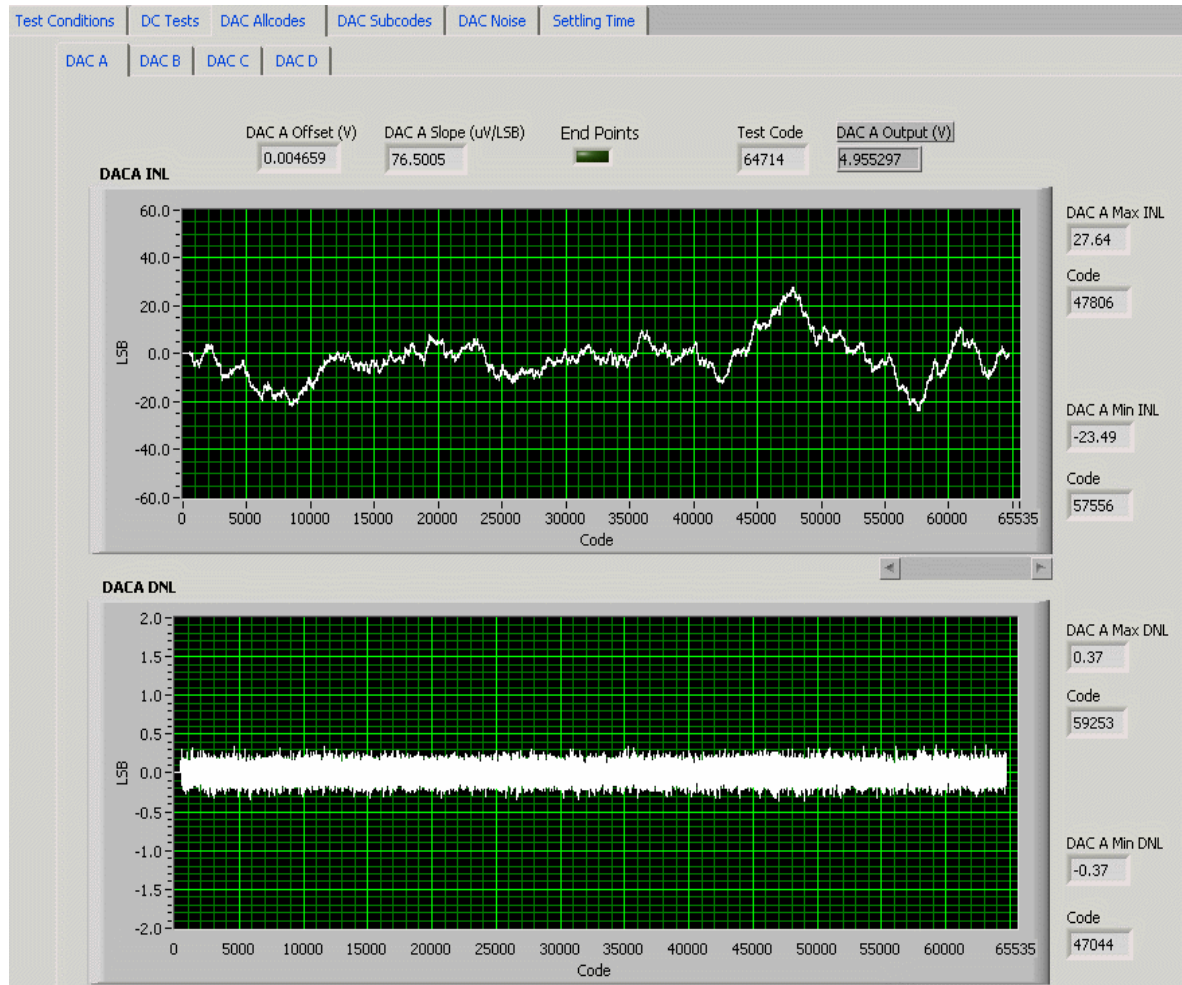 Test Conditions DC Tests DAC Allcodes DAC Subcodes DAC Noise Settling Time
DAC A DAC B DAC C DAC D
DAC A Offset (V) DAC A Slope (uV/LSB) End Points Test Code DAC A Output (V)
0.004659 76.5005 64714 4.955297
DACA INL
60.0
40.0
20.0
0.0
-20.0
-40.0
-60.0
LSB
0 5000 10000 15000 20000 25000 30000 35000 40000 45000 50000 55000 60000 65535
Code
DAC A Max INL
27.64
Code
47806
DAC A Min INL
-23.49
Code
57556
DACA DNL
2.0
1.5
1.0
0.5
0.0
-0.5
-1.0
-1.5
-2.0
LSB
0 5000 10000 15000 20000 25000 30000 35000 40000 45000 50000 55000 60000 65535
Code
DAC A Max DNL
0.37
Code
59253
DAC A Min DNL
-0.37
Code
47044